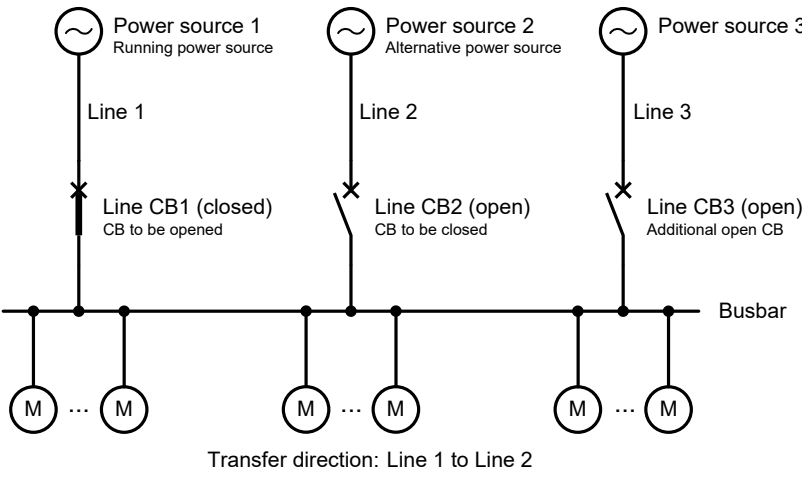 Power source 1
Running power source
Power source 2
Alternative power source
Power source 3
Line 1
Line 2
Line 3
Line CB1 (closed)
CB to be opened
Line CB2 (open)
CB to be closed
Line CB3 (open)
Additional open CB
Busbar
M ... M
M ... M
M ... M
Transfer direction: Line 1 to Line 2